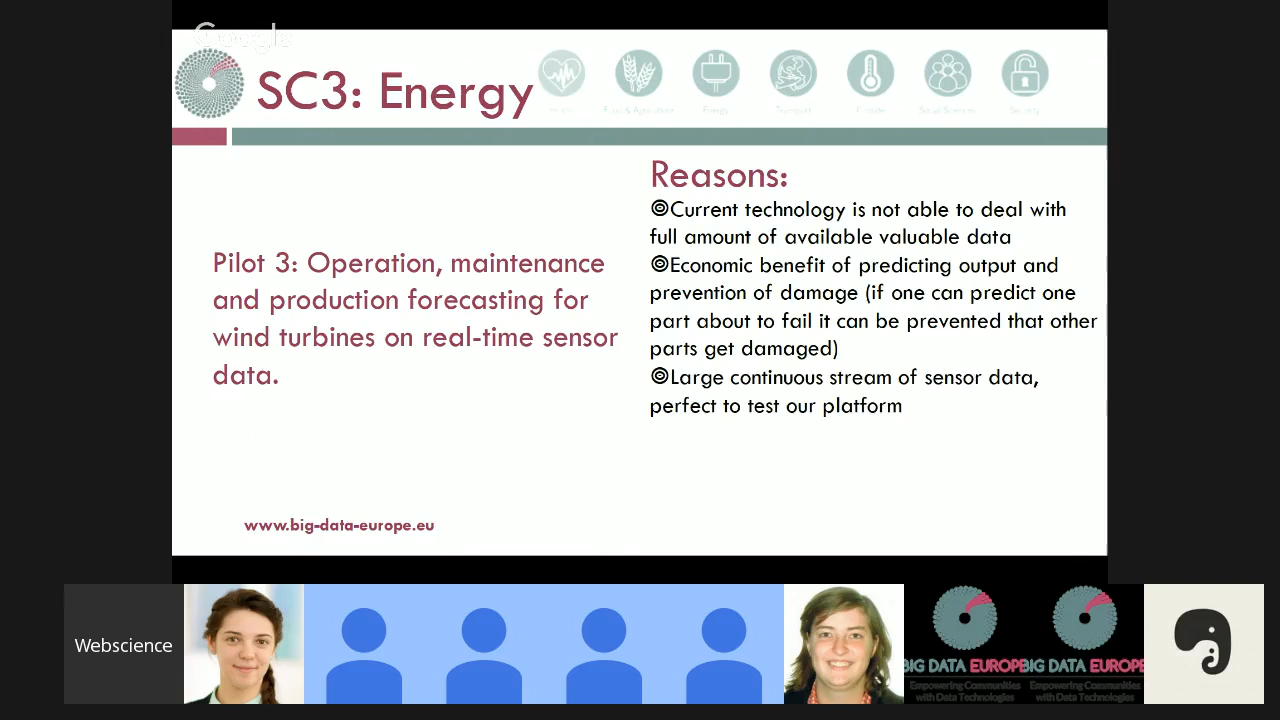 Google
SC3: Energy
Food & Agriculture
Energy
Transport
Climate
Social Sciences
Security
Pilot 3: Operation, maintenance
and production forecasting for
wind turbines on real-time sensor
data.
Reasons:
Current technology is not able to deal with
full amount of available valuable data
Economic benefit of predicting output and
prevention of damage (if one can predict one
part about to fail it can be prevented that other
parts get damaged)
Large continuous stream of sensor data,
perfect to test our platform
www.big-data-europe.eu
Webscience
BIG DATA EUROPE
Empowering Communities
with Data Technologies
BIG DATA EUROPE
Empowering Communities
with Data Technologies